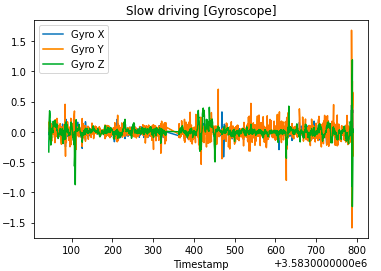 Slow driving [Gyroscope]
Gyro X
Gyro Y
Gyro Z
1.5
1.0
0.5
0.0
−0.5
−1.0
−1.5
100 200 300 400 500 600 700 800
Timestamp
+3.5830000000e6